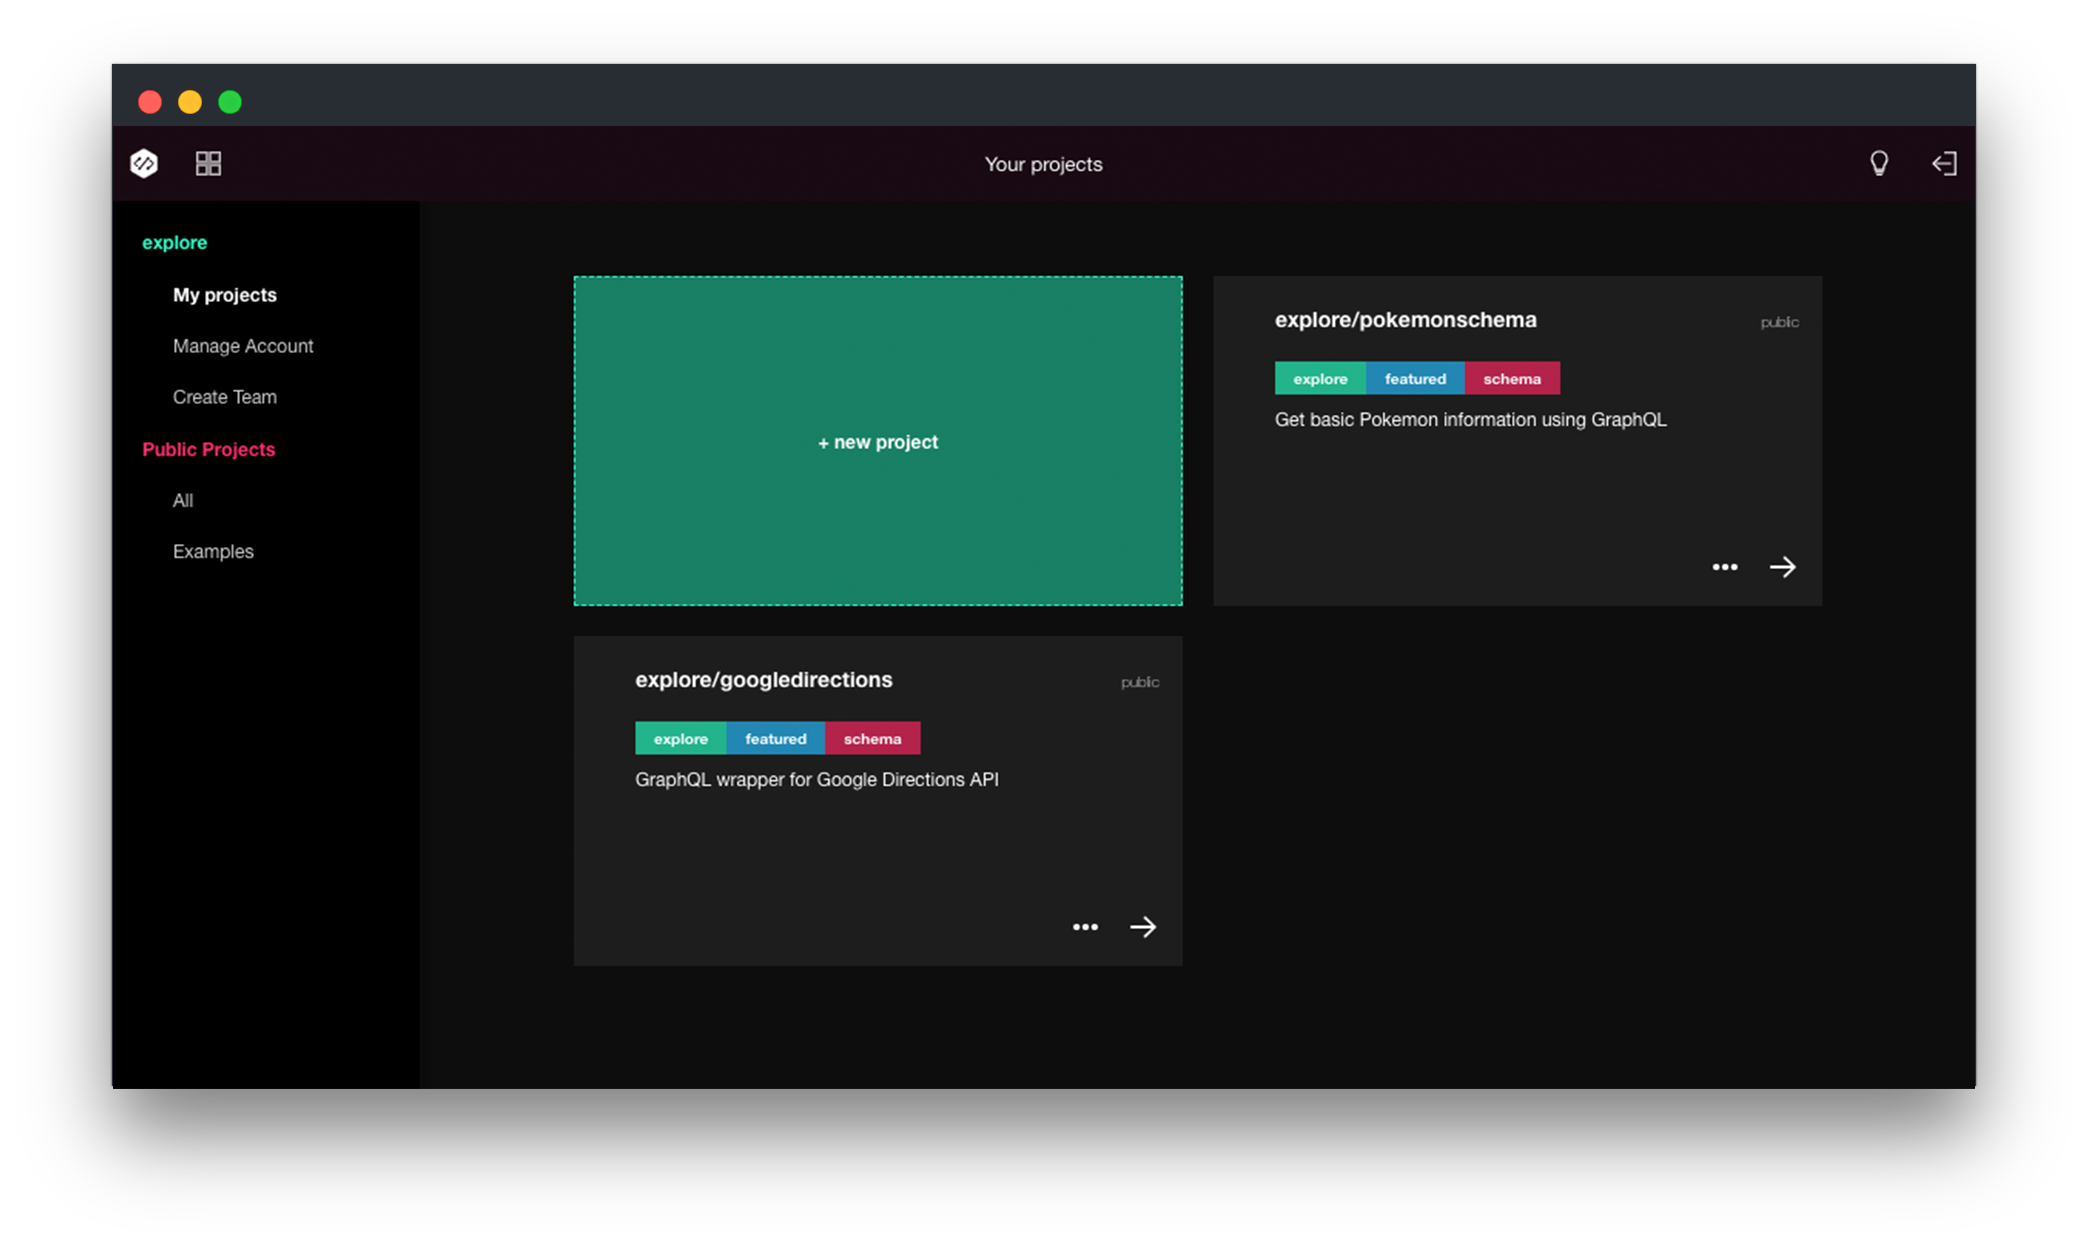 Your projects
explore
My projects
Manage Account
Create Team
Public Projects
All
Examples
+ new project
explore/pokemonschema
public
explore featured schema
Get basic Pokemon information using GraphQL
explore/googledirections
public
explore featured schema
GraphQL wrapper for Google Directions API